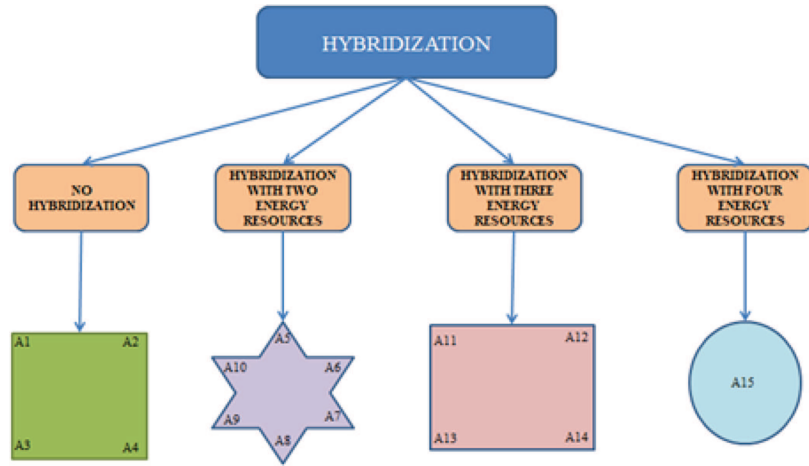 HYBRIDIZATION
NO
HYBRIDIZATION
HYBRIDIZATION
WITH TWO
ENERGY
RESOURCES
HYBRIDIZATION
WITH THREE
ENERGY
RESOURCES
HYBRIDIZATION
WITH FOUR
ENERGY
RESOURCES
A1 A2
A3 A4
A5
A10 A6
A9 A7
A8
A11 A12
A13 A14
A15